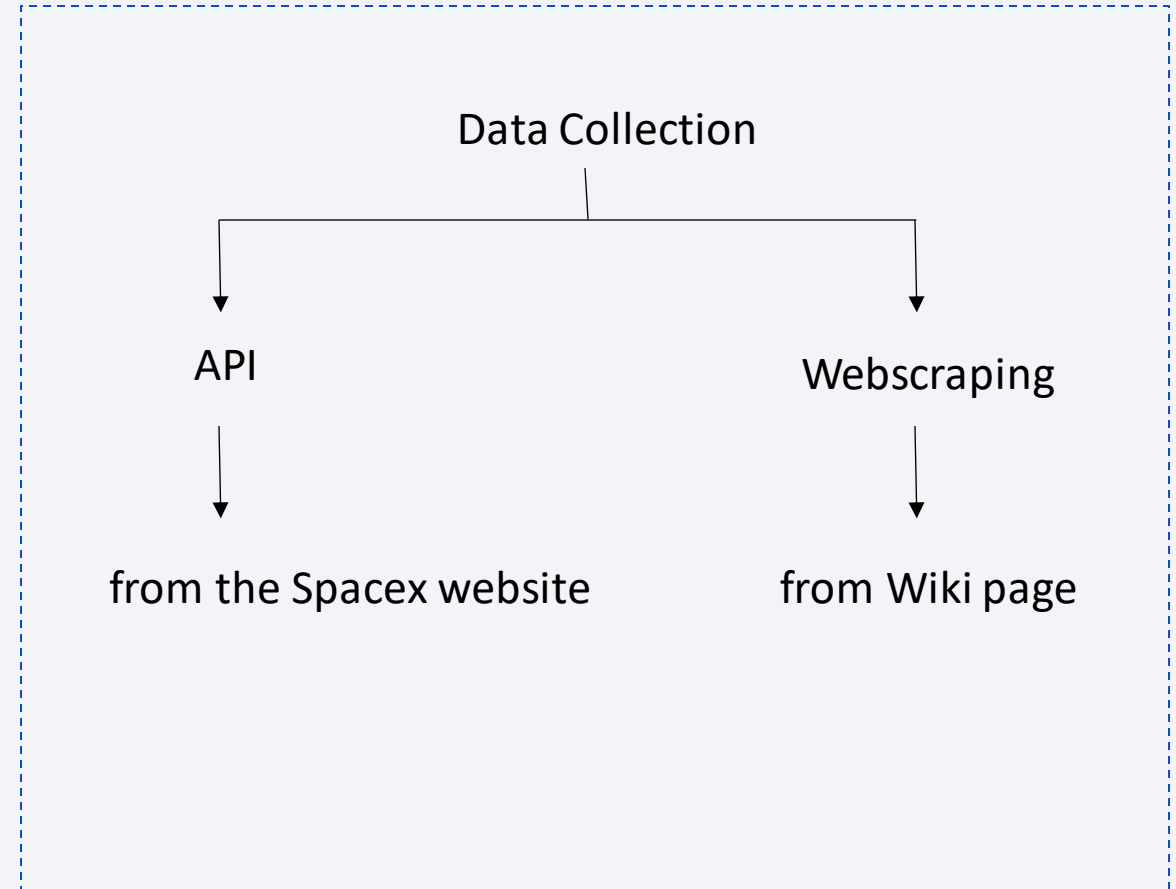 Data Collection
API
Webscraping
from the Spacex website
from Wiki page